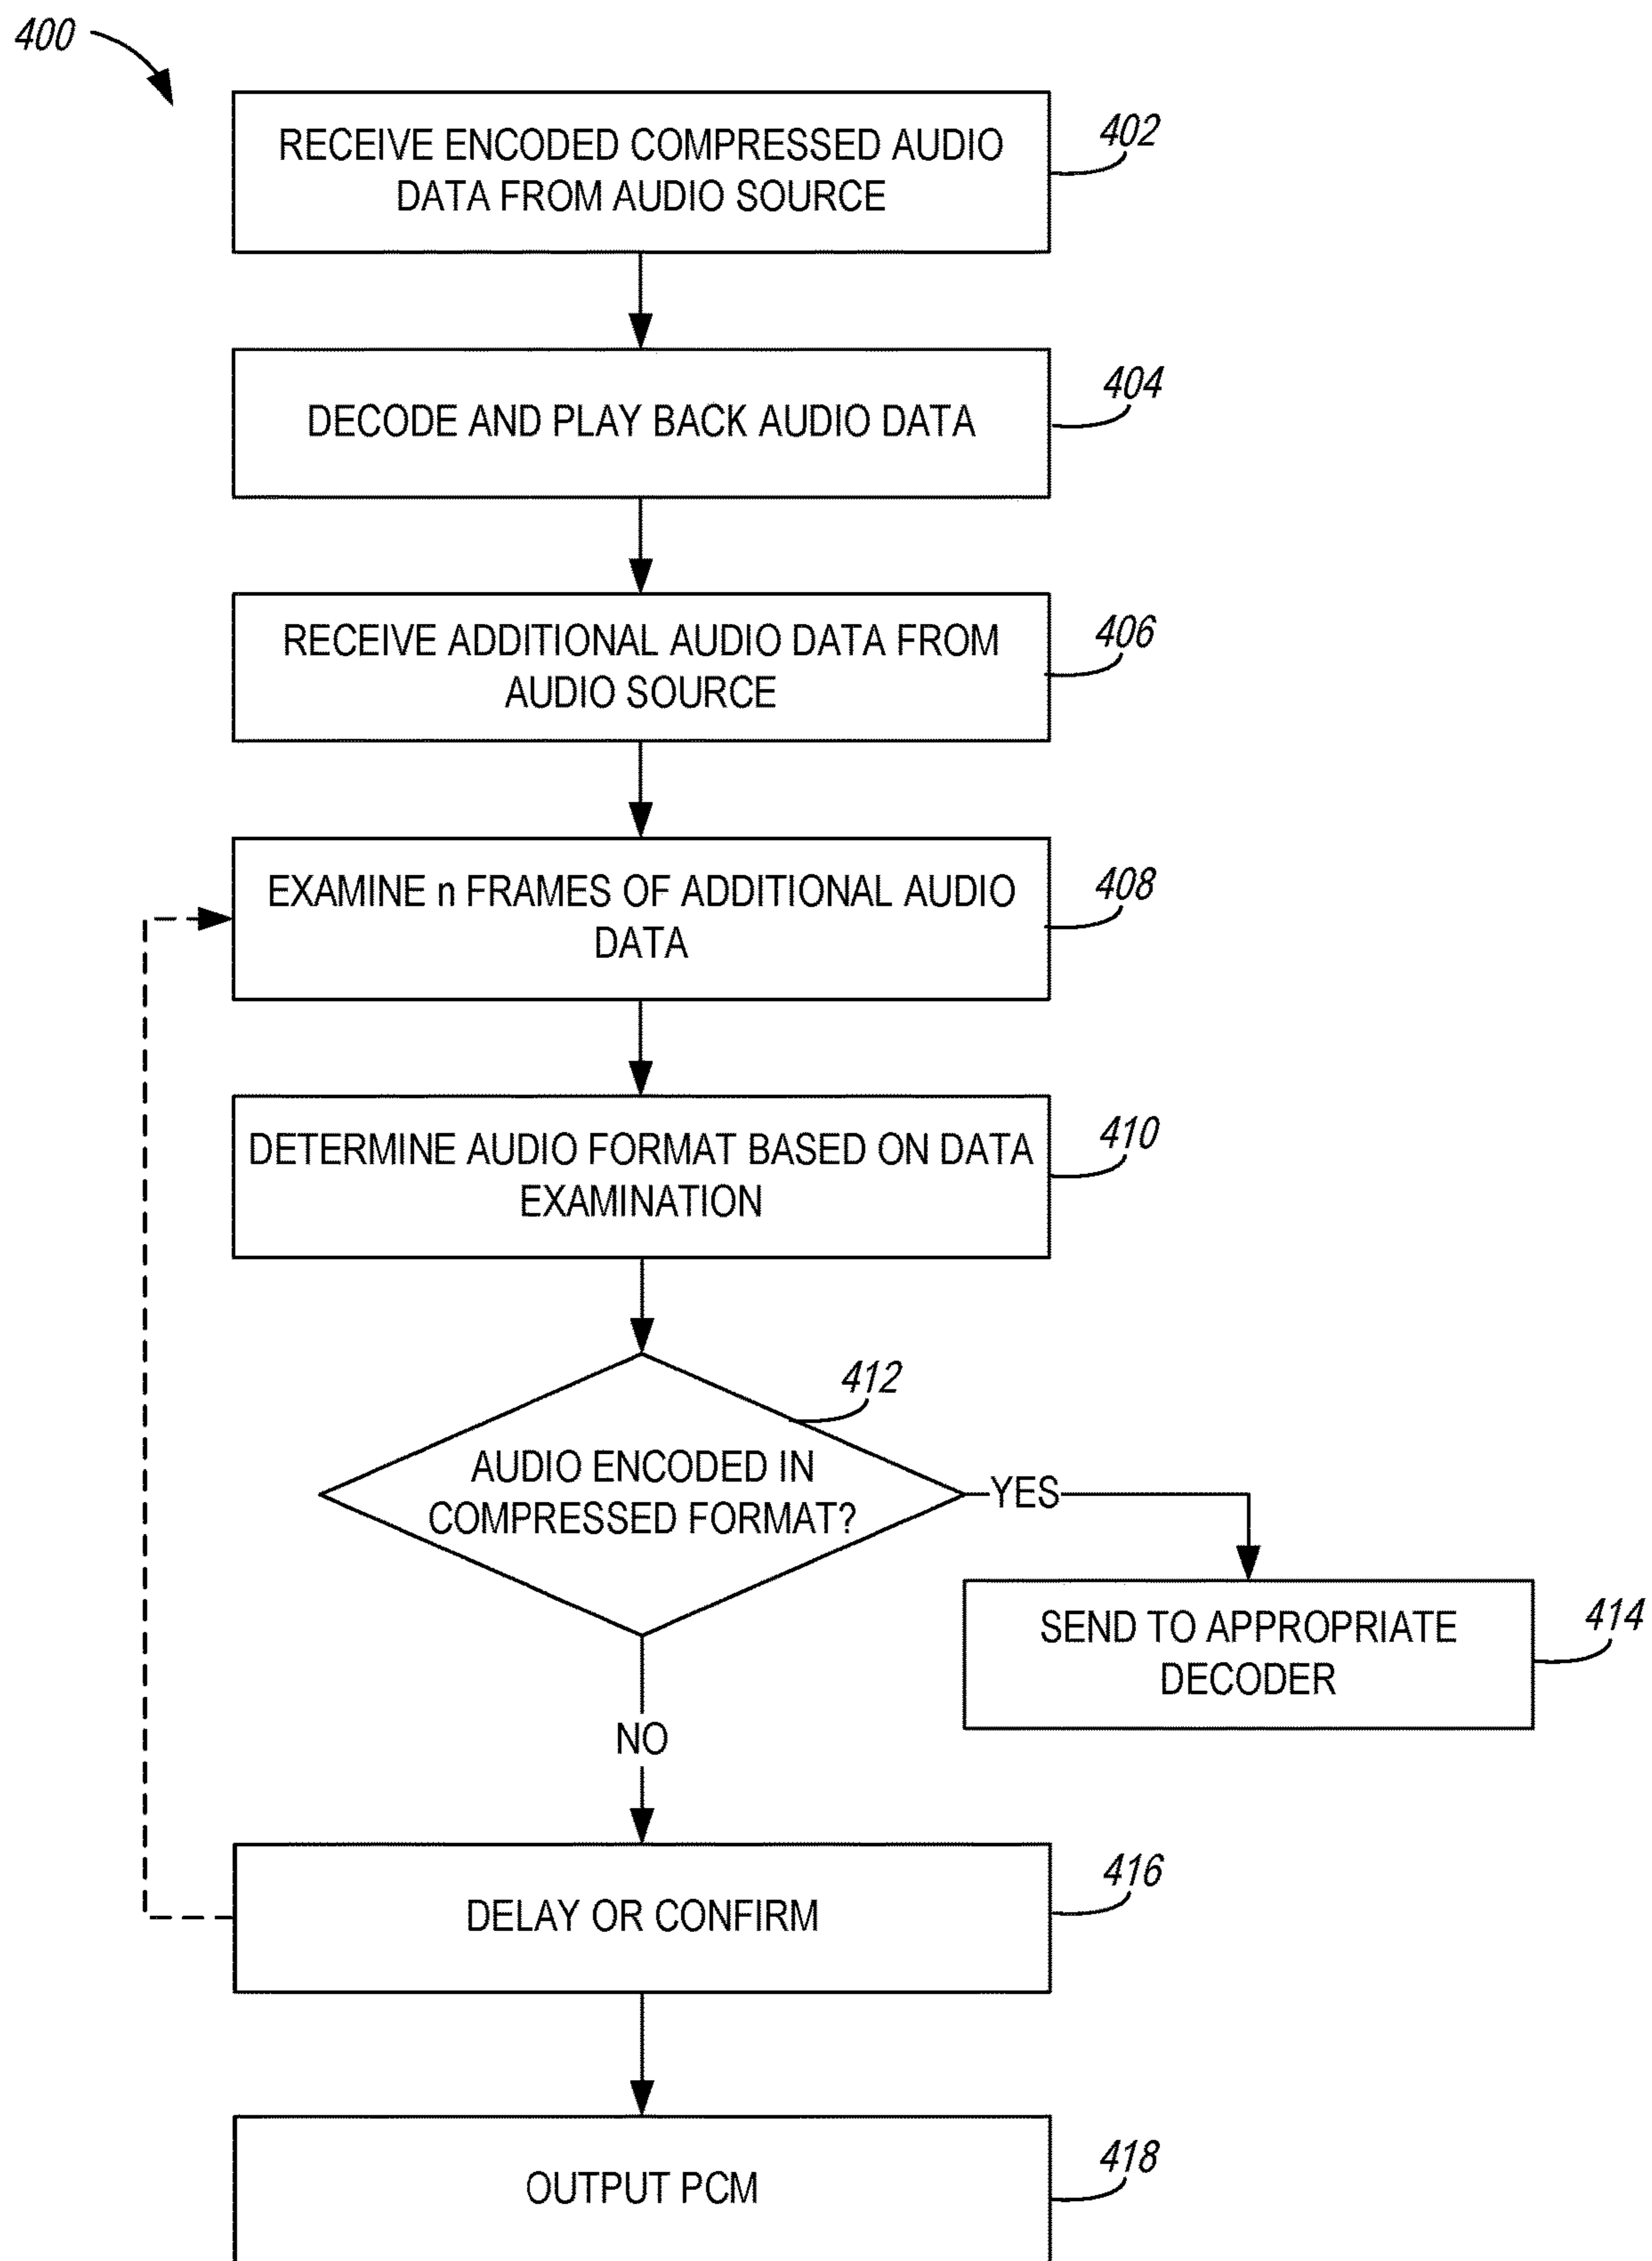 400
RECEIVE ENCODED COMPRESSED AUDIO
DATA FROM AUDIO SOURCE
402
DECODE AND PLAY BACK AUDIO DATA
404
RECEIVE ADDITIONAL AUDIO DATA FROM
AUDIO SOURCE
406
EXAMINE n FRAMES OF ADDITIONAL AUDIO
DATA
408
DETERMINE AUDIO FORMAT BASED ON DATA
EXAMINATION
410
412
AUDIO ENCODED IN
COMPRESSED FORMAT?
YES
SEND TO APPROPRIATE
DECODER
414
NO
DELAY OR CONFIRM
416
OUTPUT PCM
418